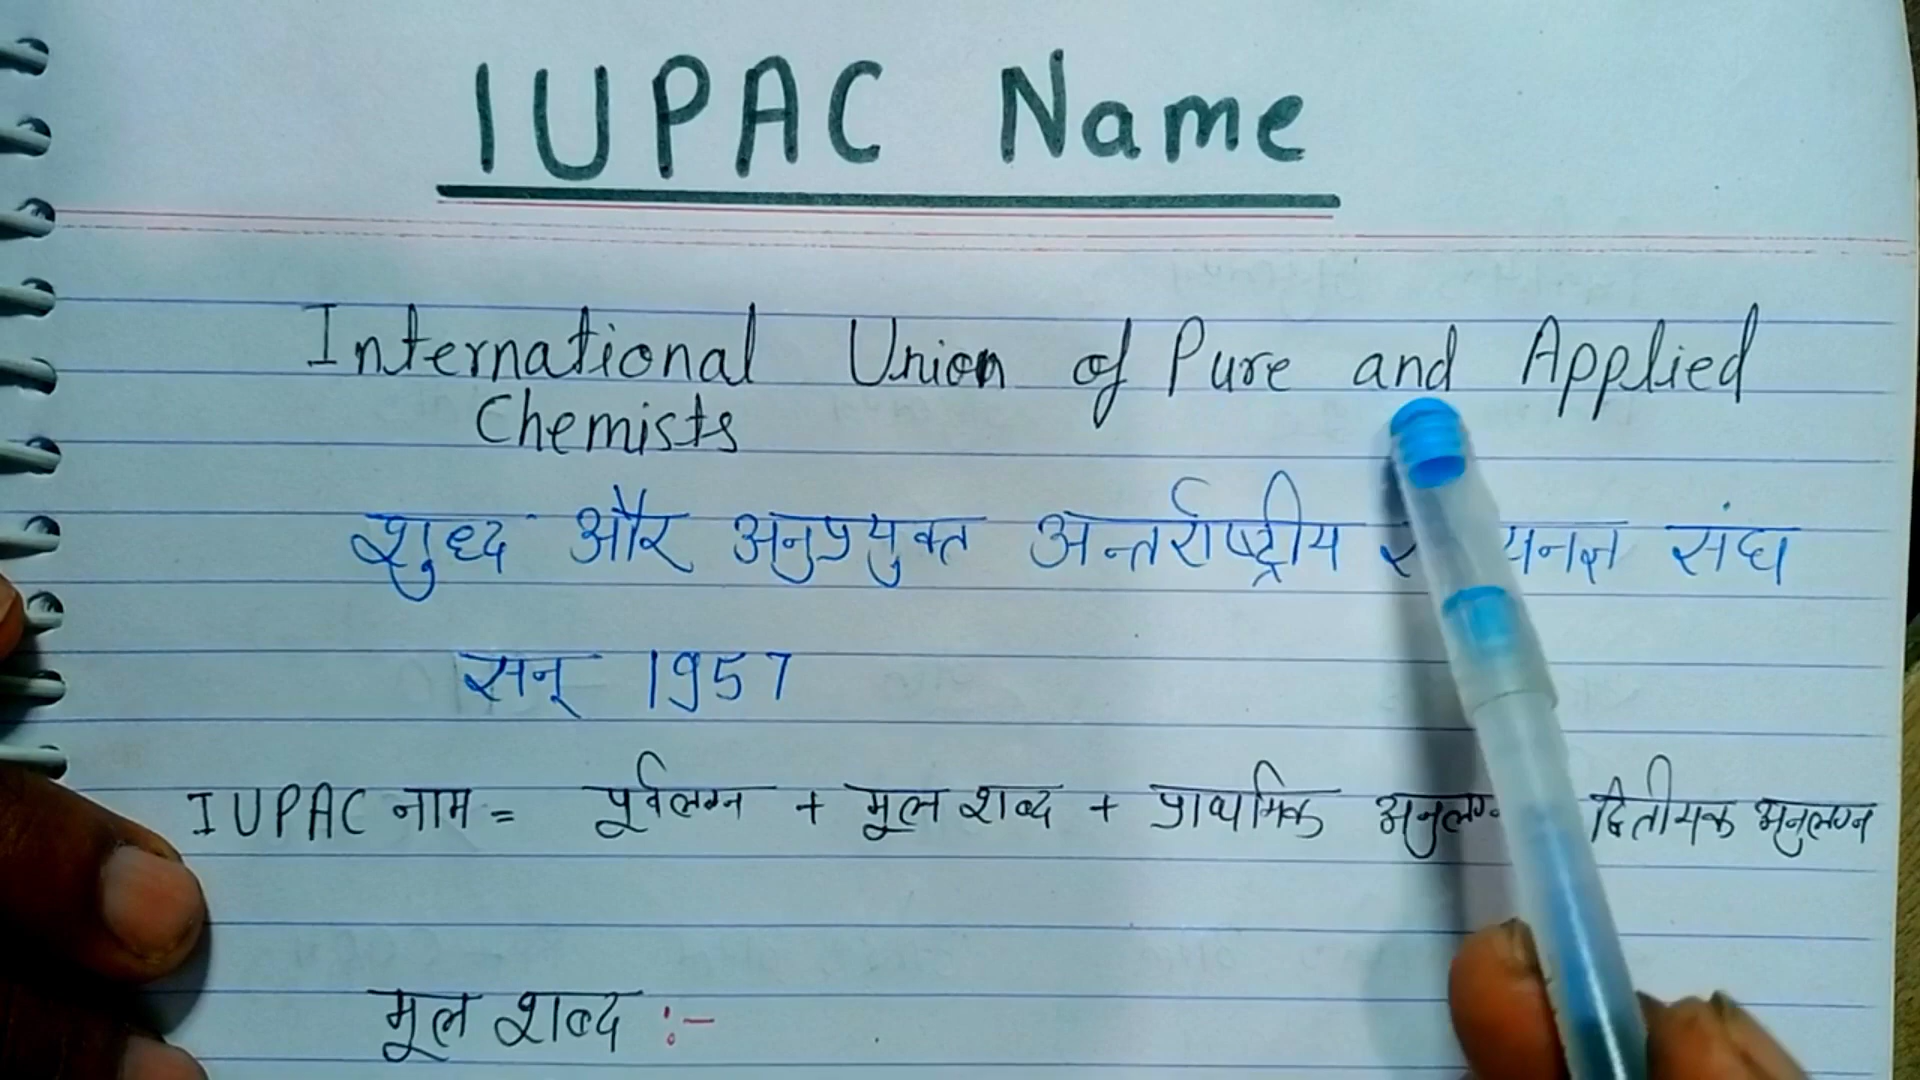 IUPAC Name
International Union of Pure and Applied
Chemists
शुध्द और अनुप्रयुक्त अन्तर्राष्ट्रीय संघ
सन् 1957
IUPAC नाम = पूर्वलग्न + मूल शब्द + प्राथमिक द्वितीयक अनुलग्न
मूल शब्द :-